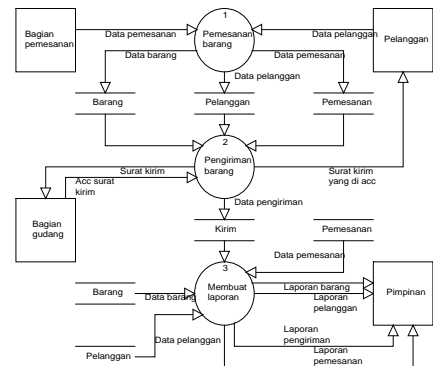 Bagian
pemesanan
Data pemesanan
1
Pemesanan
barang
Data pelanggan
Pelanggan
Data barang
Data pemesanan
Data pelanggan
Barang
Pelanggan
Pemesanan
2
Pengiriman
barang
Surat kirim
Acc surat
kirim
Surat kirim
yang di acc
Bagian
gudang
Data pengiriman
Kirim
Pemesanan
Data pemesanan
3
Membuat
laporan
Barang
Data barang
Laporan barang
Laporan
pelanggan
Pimpinan
Pelanggan
Data pelanggan
Laporan
pengiriman
Laporan
pemesanan